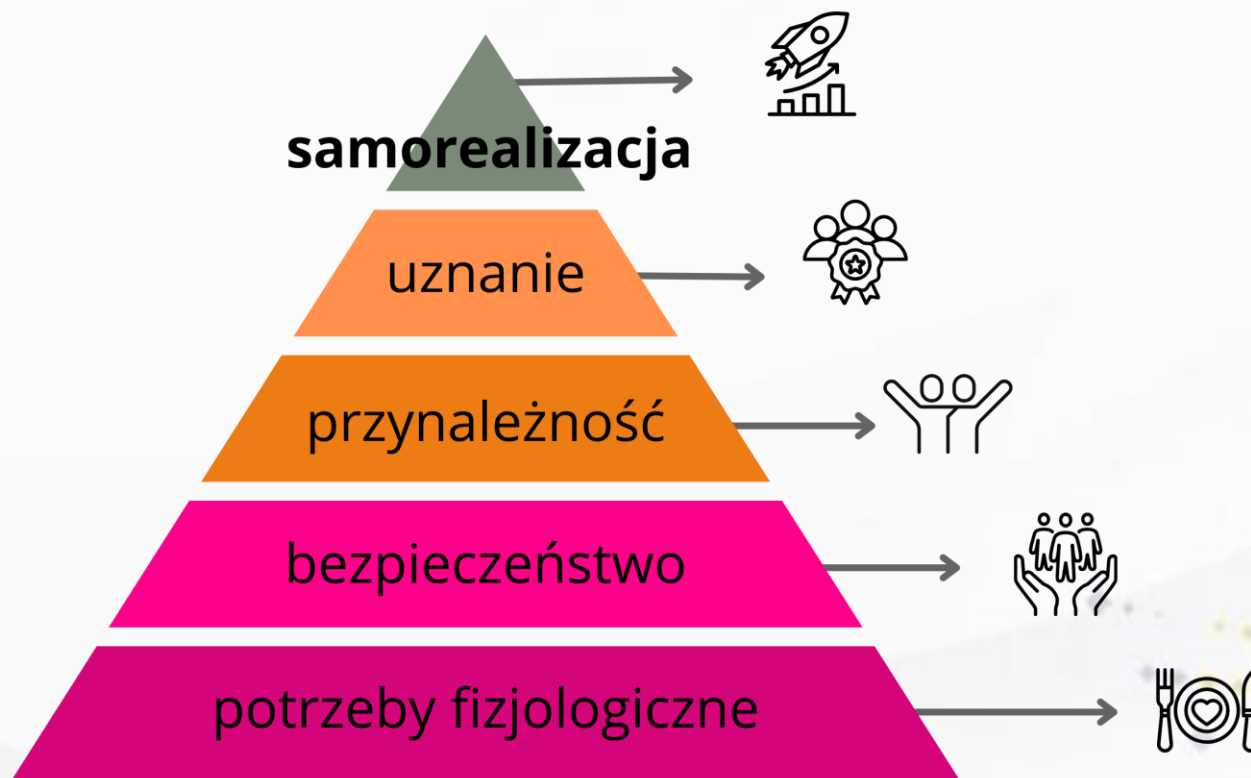 samorealizacja
uznanie
przynależność
bezpieczeństwo
potrzeby fizjologiczne